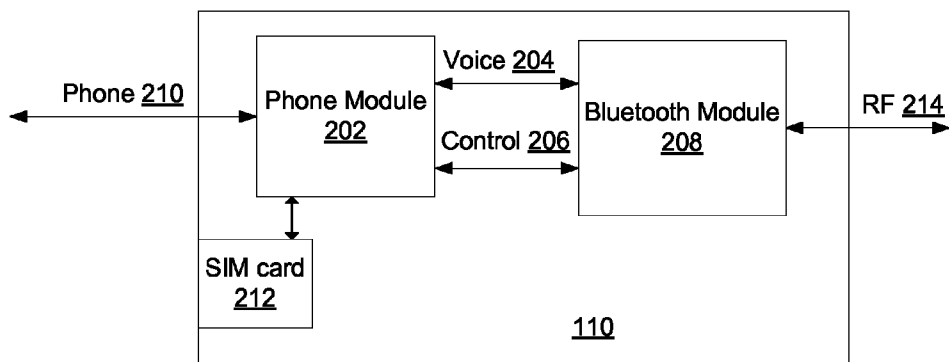 Phone 210
Phone Module
202
Voice 204
Control 206
Bluetooth Module
208
RF 214
SIM card
212
110